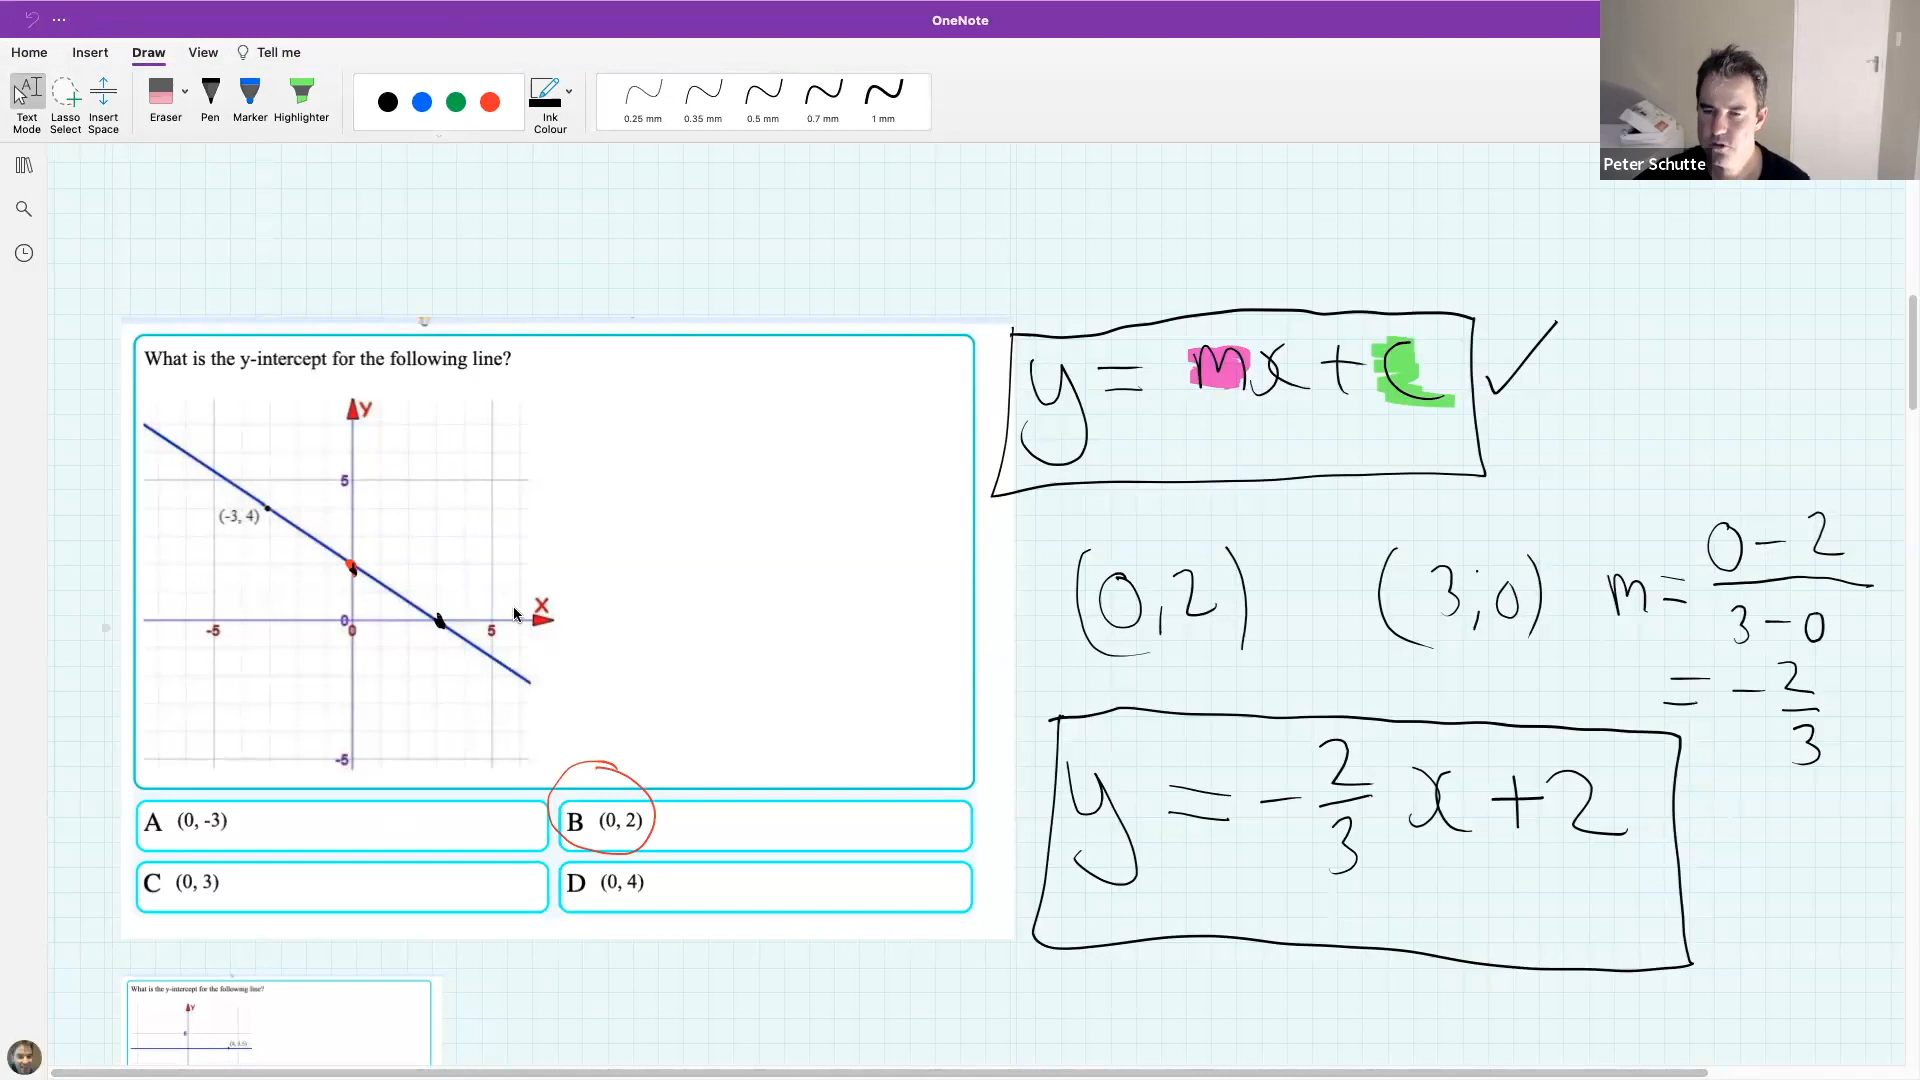 OneNote
Home Insert Draw View Tell me
Text Mode
Lasso Select
Insert Space
Eraser
Pen
Marker
Highlighter
Ink Colour
0.25 mm
0.35 mm
0.5 mm
0.7 mm
1 mm
Peter Schutte
What is the y-intercept for the following line?
Y
5
(-3, 4)
X
0
-5 0 5
-5
A (0, -3)
B (0, 2)
C (0, 3)
D (0, 4)
y = mx + c
(0,2) (3;0) m = 0-2 / 3-0
= -2/3
y = -2/3 x + 2
What is the y-intercept for the following line?
Y